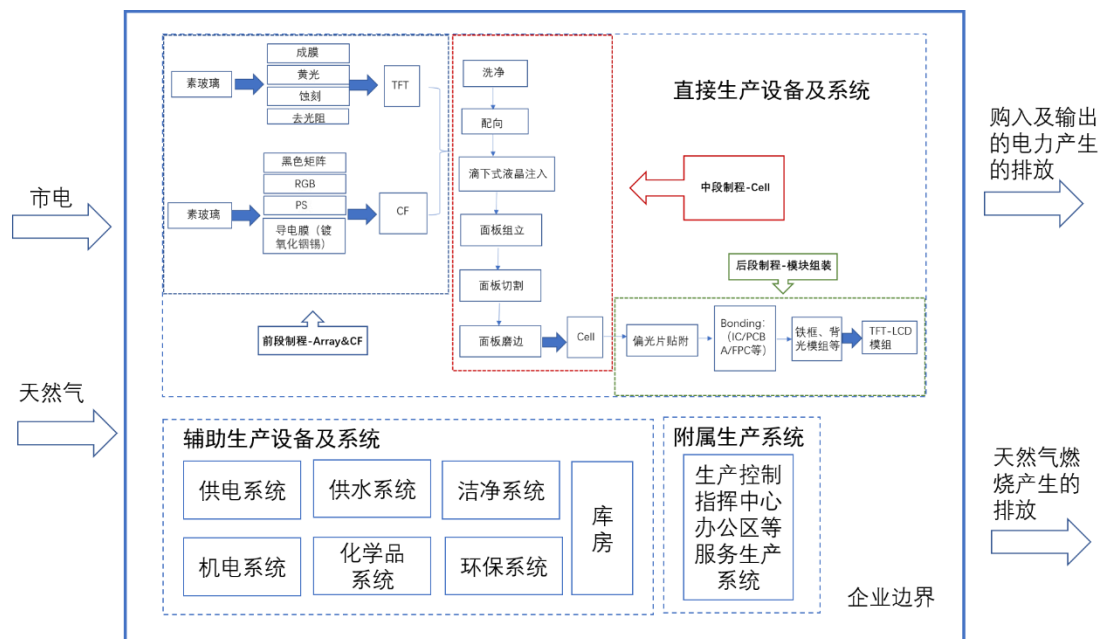 市电
天然气
素玻璃
成膜
黄光
蚀刻
去光阻
TFT
素玻璃
黑色矩阵
RGB
PS
导电膜（镀
氧化铟锡）
CF
前段制程-Array&CF
洗净
配向
滴下式液晶注入
面板组立
面板切割
面板磨边
Cell
直接生产设备及系统
中段制程-Cell
后段制程-模块组装
偏光片贴附
Bonding：
（IC/PCB
A/FPC等）
铁框、背
光模组等
TFT-LCD
模组
辅助生产设备及系统
供电系统
供水系统
洁净系统
机电系统
化学品
系统
环保系统
库
房
附属生产系统
生产控制
指挥中心
办公区等
服务生产
系统
企业边界
购入及输出
的电力产生
的排放
天然气燃
烧产生的
排放